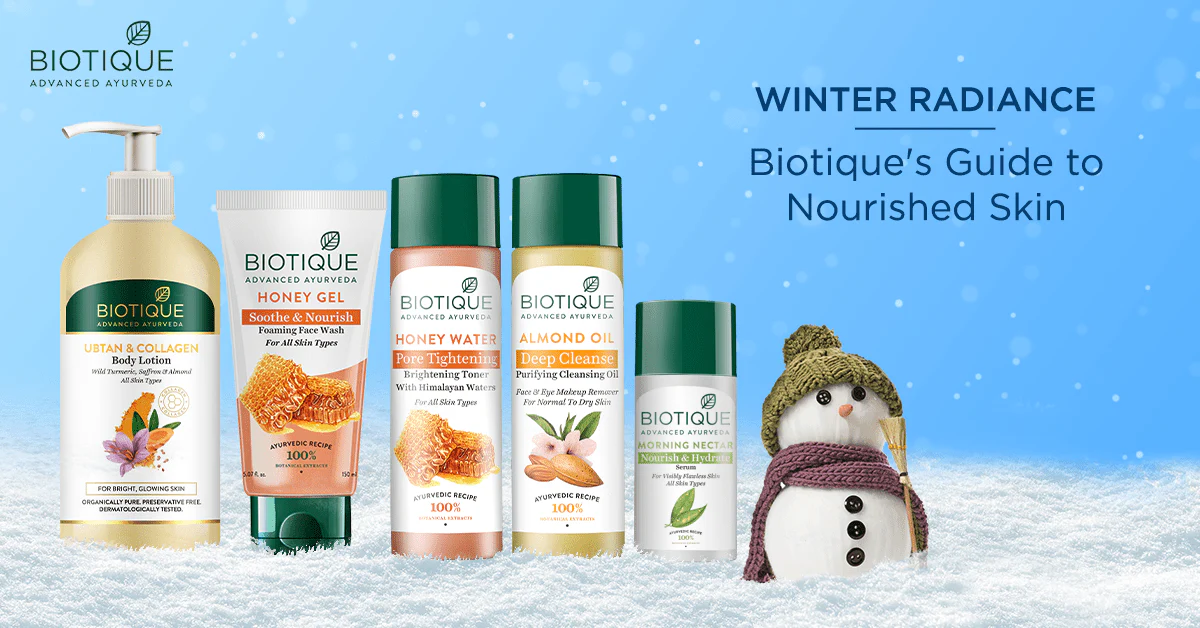 BIOTIQUE
ADVANCED AYURVEDA
WINTER RADIANCE
Biotique's Guide to
Nourished Skin
BIOTIQUE
ADVANCED AYURVEDA
UBTAN & COLLAGEN
Body Lotion
Wild Turmeric, Saffron & Almond
All Skin Types
FOR BRIGHT, GLOWING SKIN
ORGANICALLY PURE, PRESERVATIVE FREE.
DERMATOLOGICALLY TESTED.
BIOTIQUE
ADVANCED AYURVEDA
HONEY GEL
Soothe & Nourish
Foaming Face Wash
For All Skin Types
AYURVEDIC RECIPE
100%
BOTANICAL EXTRACTS
5.07 fl. oz. 150 ml
BIOTIQUE
ADVANCED AYURVEDA
HONEY WATER
Pore Tightening
Brightening Toner
With Himalayan Waters
For All Skin Types
AYURVEDIC RECIPE
100%
BOTANICAL EXTRACTS
BIOTIQUE
ADVANCED AYURVEDA
ALMOND OIL
Deep Cleanse
Purifying Cleansing Oil
Face & Eye Makeup Remover
For Normal To Dry Skin
AYURVEDIC RECIPE
100%
BOTANICAL EXTRACTS
BIOTIQUE
ADVANCED AYURVEDA
MORNING NECTAR
Nourish & Hydrate
Serum
For Visibly Flawless Skin
All Skin Types
AYURVEDIC RECIPE
100%
BOTANICAL EXTRACTS